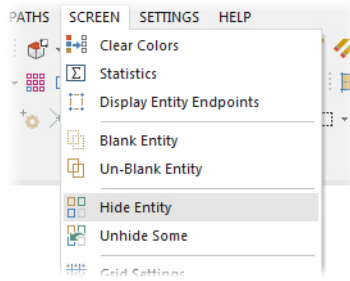 PATHS SCREEN SETTINGS HELP
Clear Colors
Statistics
Display Entity Endpoints
Blank Entity
Un-Blank Entity
Hide Entity
Unhide Some
Grid Settings